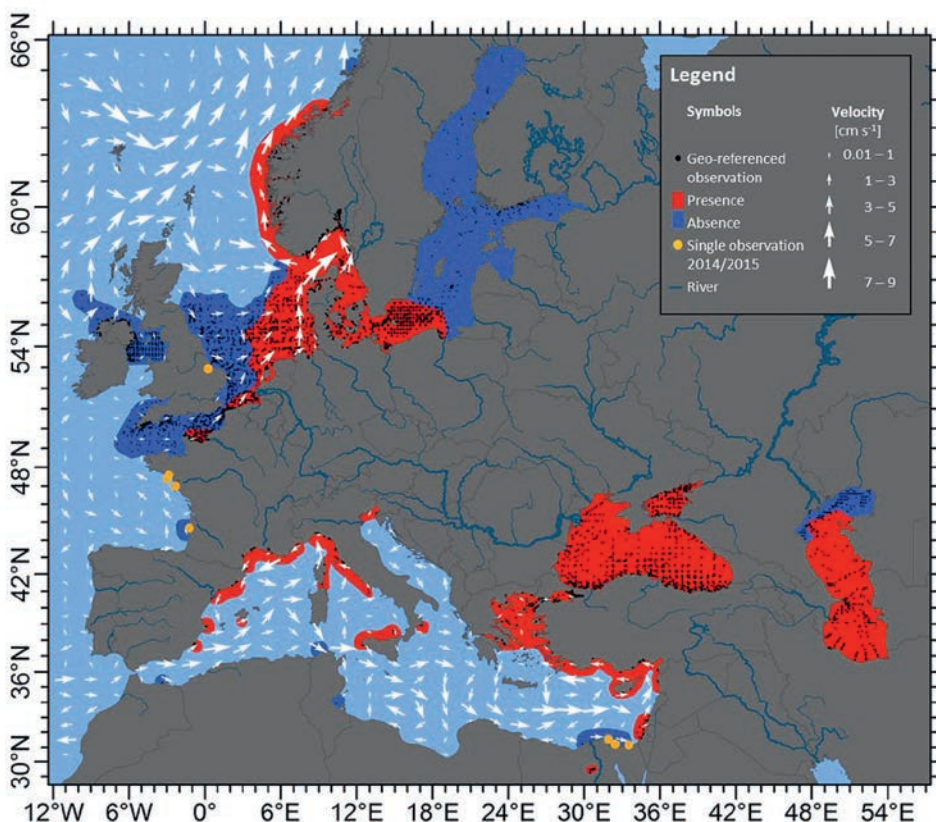 66°N
60°N
54°N
48°N
42°N
36°N
30°N
Legend
Symbols
Velocity
[cm s⁻¹]
Geo-referenced
observation
Presence
Absence
Single observation
2014/2015
River
0.01 – 1
1 – 3
3 – 5
5 – 7
7 – 9
12°W 6°W 0° 6°E 12°E 18°E 24°E 30°E 36°E 42°E 48°E 54°E